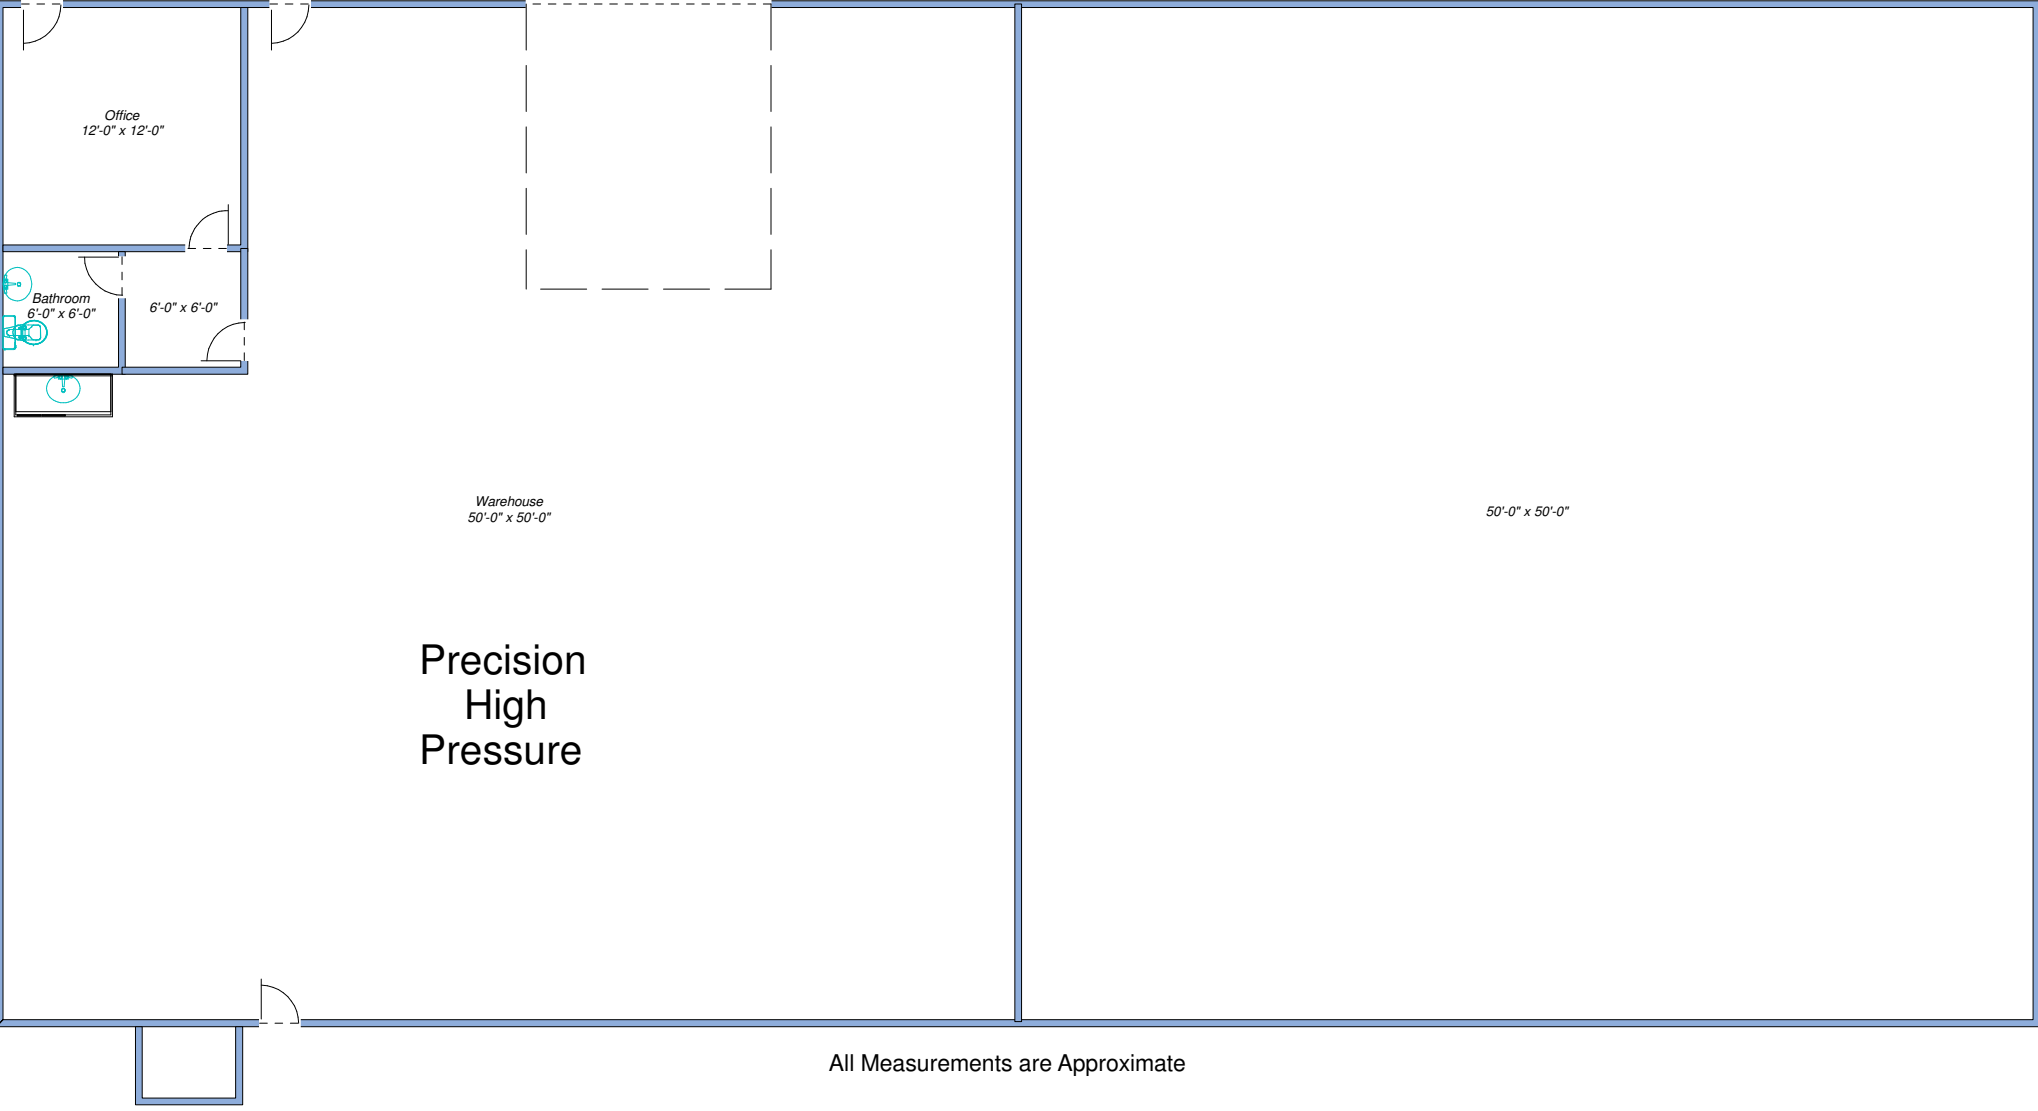 Office
12'-0" x 12'-0"
Bathroom
6'-0" x 6'-0"
6'-0" x 6'-0"
Warehouse
50'-0" x 50'-0"
50'-0" x 50'-0"
Precision
High
Pressure
All Measurements are Approximate